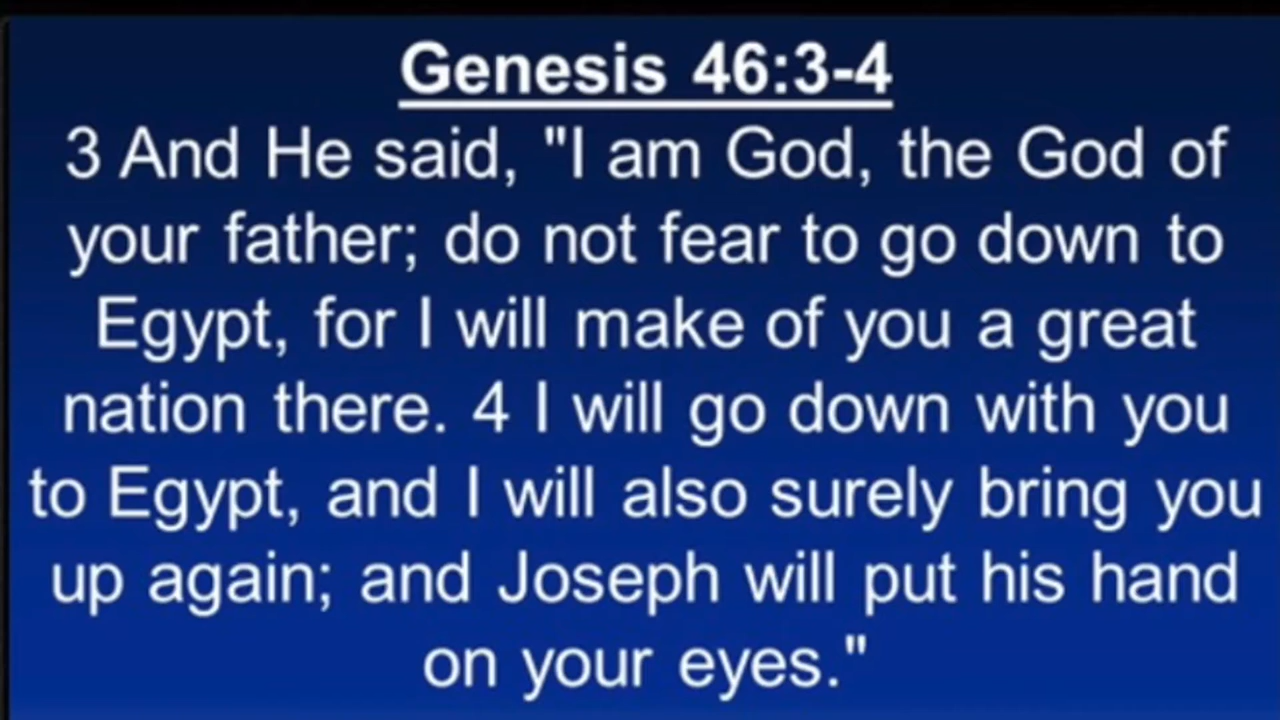 Genesis 46:3-4
3 And He said, "I am God, the God of
your father; do not fear to go down to
Egypt, for I will make of you a great
nation there. 4 I will go down with you
to Egypt, and I will also surely bring you
up again; and Joseph will put his hand
on your eyes."